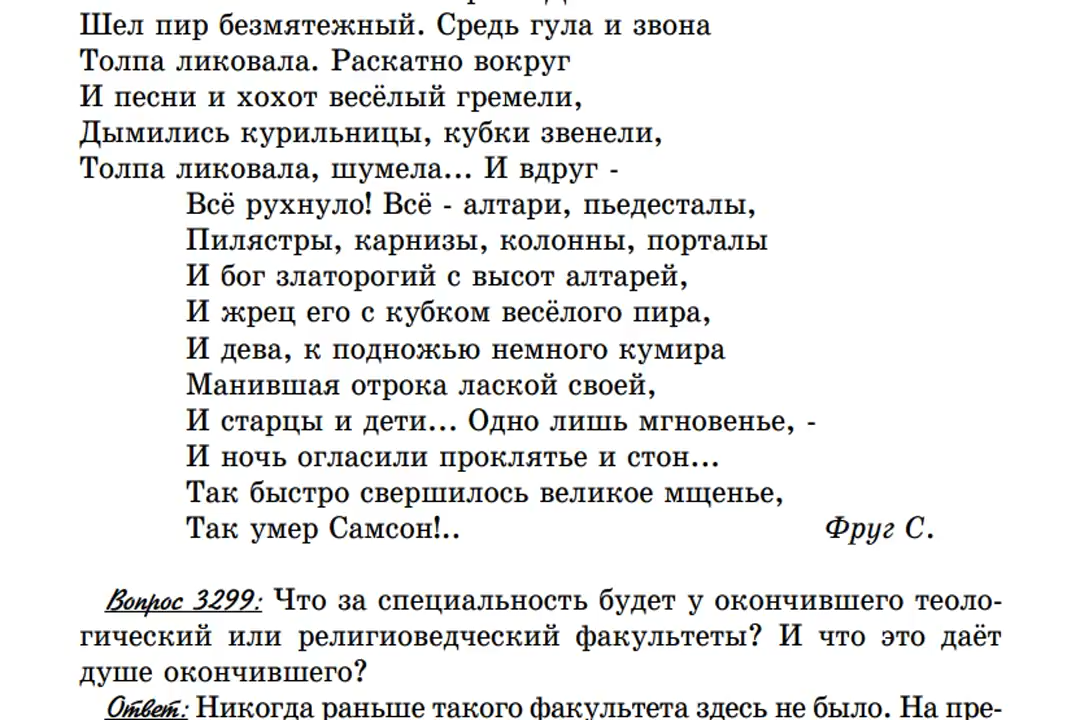 Шел пир безмятежный. Средь гула и звона
Толпа ликовала. Раскатно вокруг
И песни и хохот весёлый гремели,
Дымились курильницы, кубки звенели,
Толпа ликовала, шумела... И вдруг -
Всё рухнуло! Всё - алтари, пьедесталы,
Пилястры, карнизы, колонны, порталы
И бог златорогий с высот алтарей,
И жрец его с кубком весёлого пира,
И дева, к подножью немного кумира
Манившая отрока лаской своей,
И старцы и дети... Одно лишь мгновенье, -
И ночь огласили проклятье и стон...
Так быстро свершилось великое мщенье,
Так умер Самсон!.. Фруг С.
Вопрос 3299: Что за специальность будет у окончившего теоло-
гический или религиоведческий факультеты? И что это даёт
душе окончившего?
Ответ: Никогда раньше такого факультета здесь не было. На пре-